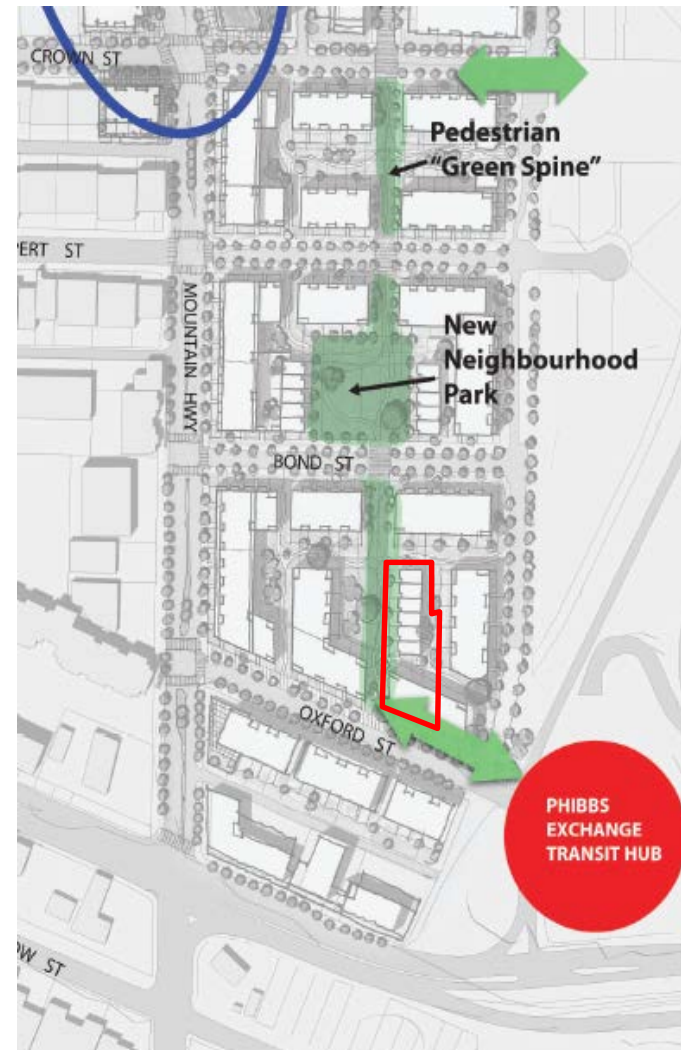 CROWN ST
Pedestrian
"Green Spine"
ERT ST
MOUNTAIN HWY
New
Neighbourhood
Park
BOND ST
OXFORD ST
PHIBBS
EXCHANGE
TRANSIT HUB
OW ST